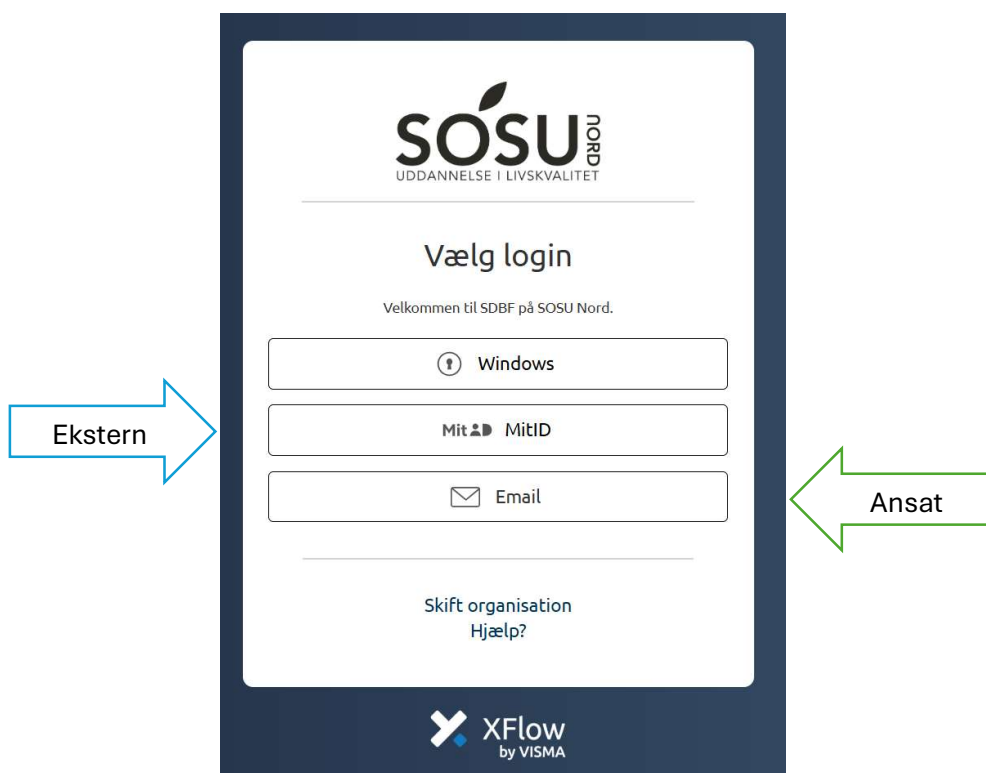 SOSU NORD
UDDANNELSE I LIVSKVALITET
Vælg login
Velkommen til SDBF på SOSU Nord.
Windows
Ekstern
Mit ID MitID
Email
Ansat
Skift organisation
Hjælp?
XFlow
by VISMA